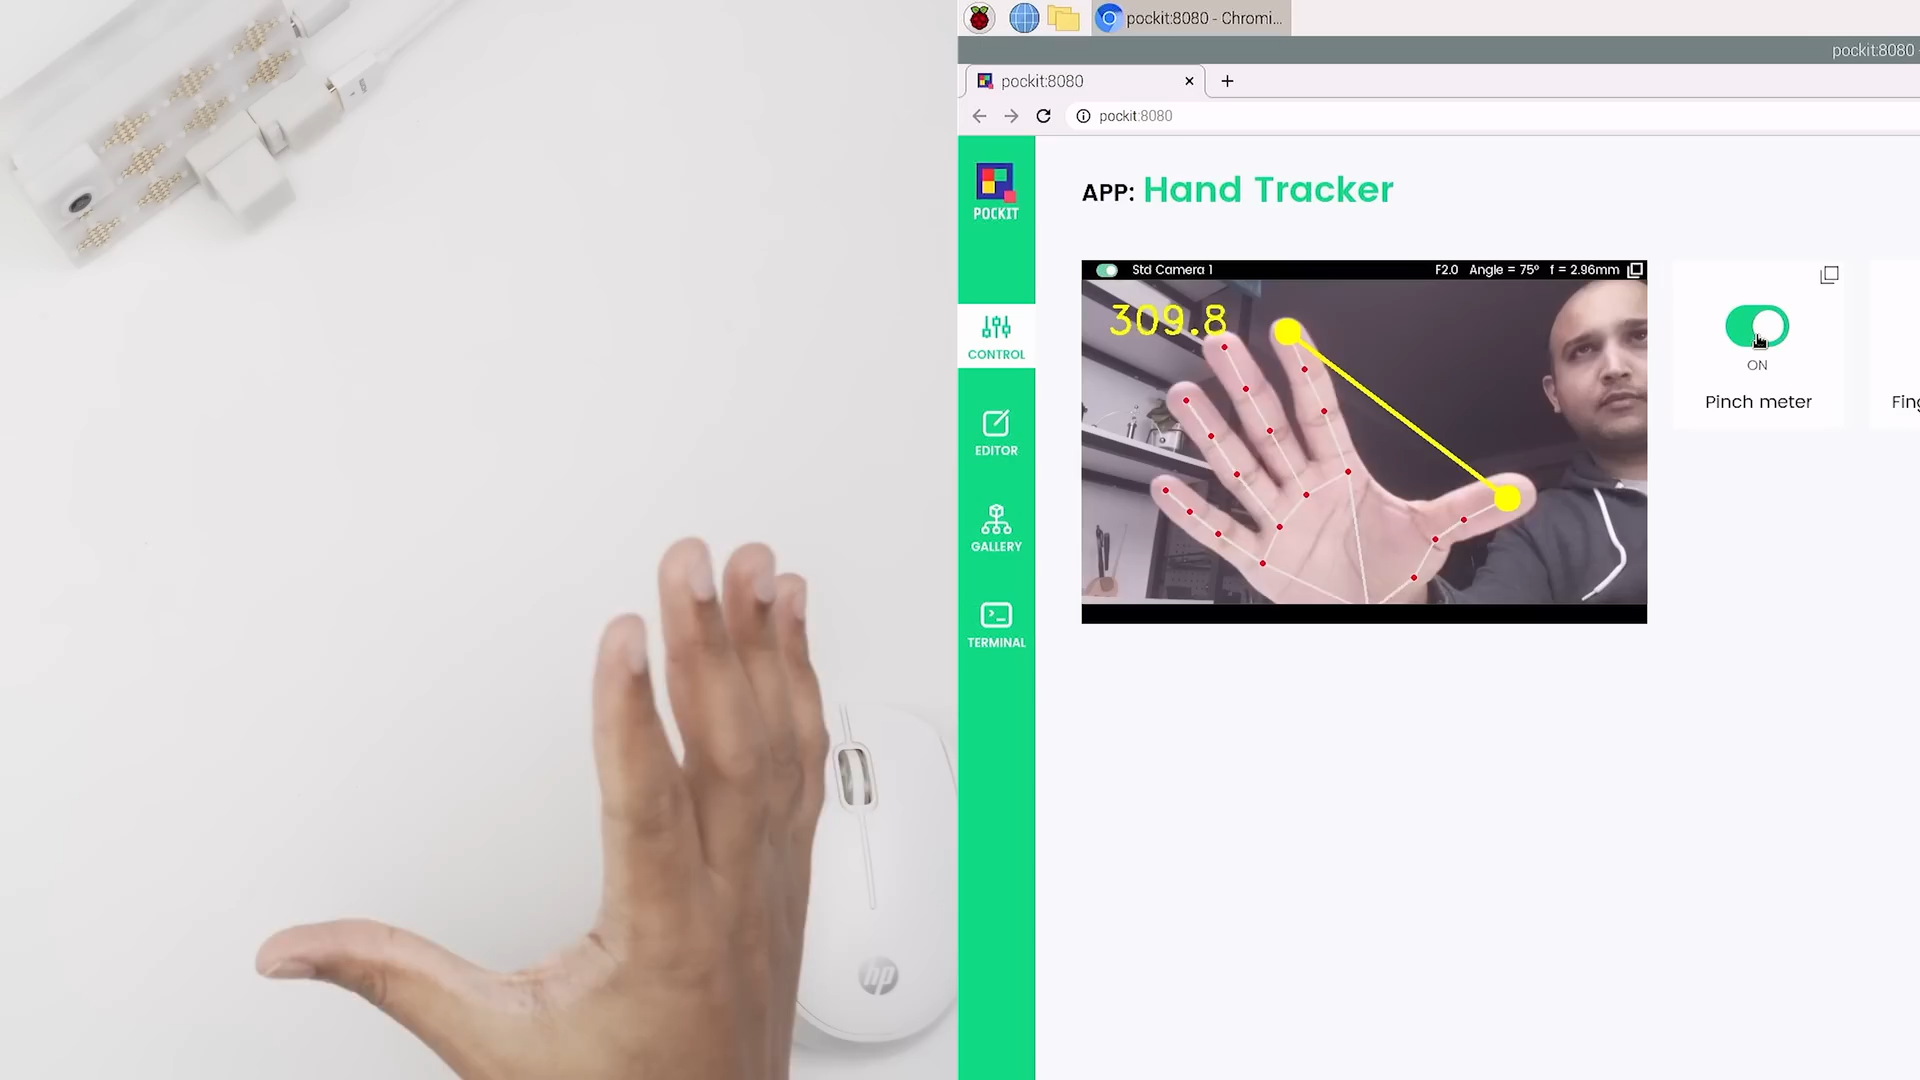 pockit:8080 - Chromi...
pockit:8080
pockit:8080
pockit:8080
POCKIT
APP: Hand Tracker
Std Camera 1
F2.0 Angle = 75° f = 2.96mm
309.8
CONTROL
ON
Pinch meter
Fing
EDITOR
GALLERY
TERMINAL
hp